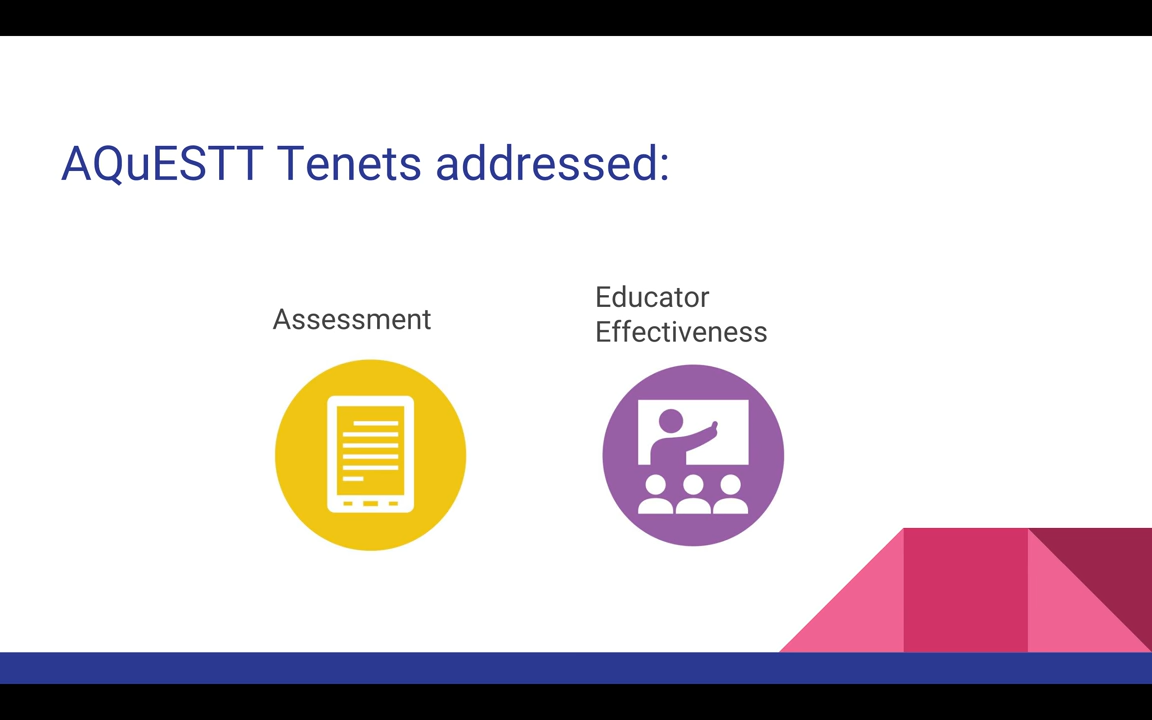 AQuESTT Tenets addressed:
Assessment
Educator
Effectiveness